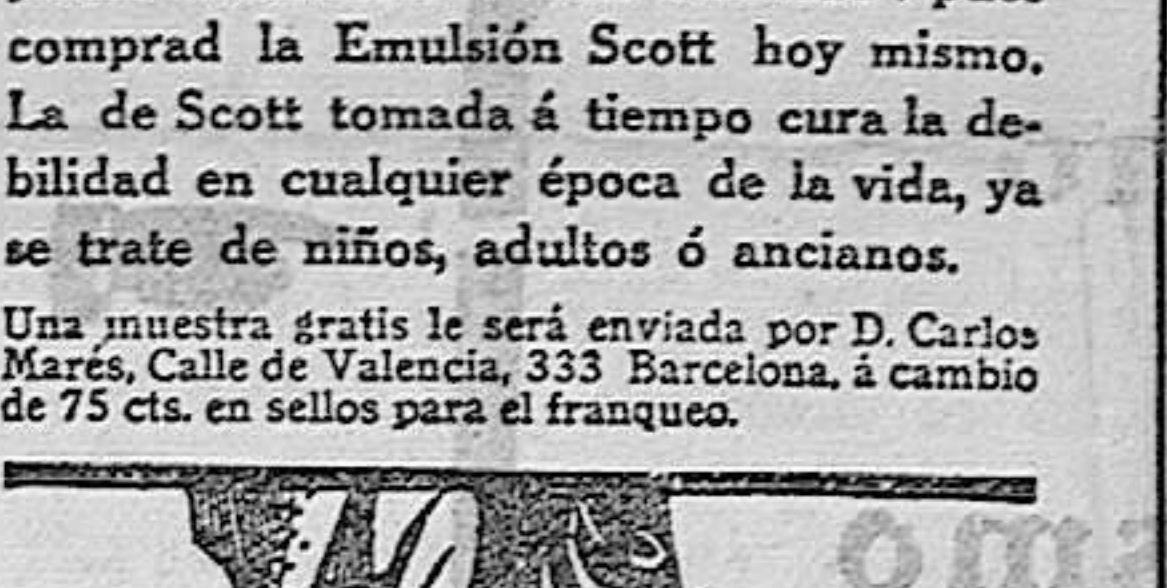 comprad la Emulsión Scott hoy mismo.
La de Scott tomada á tiempo cura la de-
bilidad en cualquier época de la vida, ya
se trate de niños, adultos ó ancianos.
Una muestra gratis le será enviada por D. Carlos
Marés, Calle de Valencia, 333 Barcelona, á cambio
de 75 cts. en sellos para el franqueo.